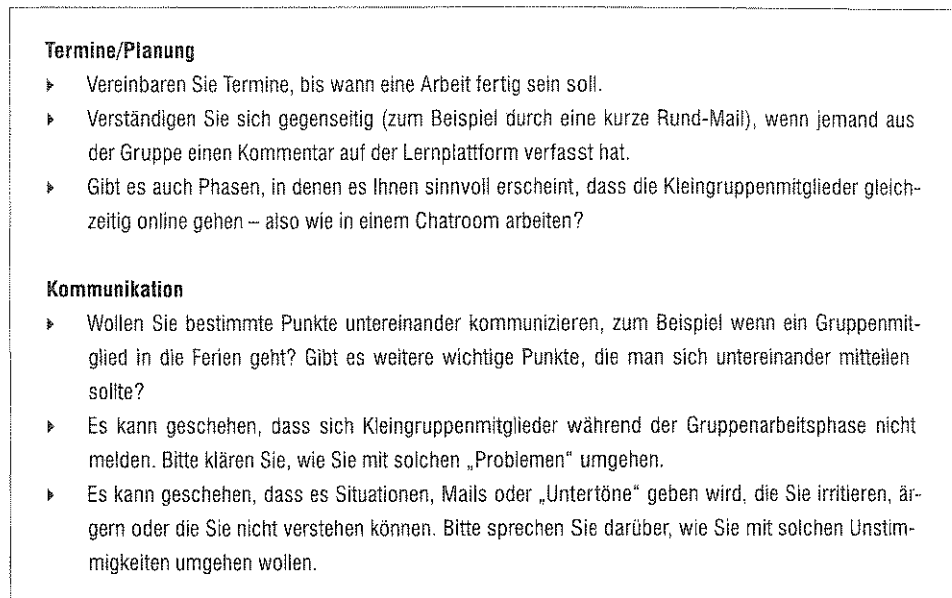 Termine/Planung
▸ Vereinbaren Sie Termine, bis wann eine Arbeit fertig sein soll.
▸ Verständigen Sie sich gegenseitig (zum Beispiel durch eine kurze Rund-Mail), wenn jemand aus
der Gruppe einen Kommentar auf der Lernplattform verfasst hat.
▸ Gibt es auch Phasen, in denen es Ihnen sinnvoll erscheint, dass die Kleingruppenmitglieder gleich-
zeitig online gehen – also wie in einem Chatroom arbeiten?
Kommunikation
▸ Wollen Sie bestimmte Punkte untereinander kommunizieren, zum Beispiel wenn ein Gruppenmit-
glied in die Ferien geht? Gibt es weitere wichtige Punkte, die man sich untereinander mitteilen
sollte?
▸ Es kann geschehen, dass sich Kleingruppenmitglieder während der Gruppenarbeitsphase nicht
melden. Bitte klären Sie, wie Sie mit solchen „Problemen" umgehen.
▸ Es kann geschehen, dass es Situationen, Mails oder „Untertöne" geben wird, die Sie irritieren, är-
gern oder die Sie nicht verstehen können. Bitte sprechen Sie darüber, wie Sie mit solchen Unstim-
migkeiten umgehen wollen.